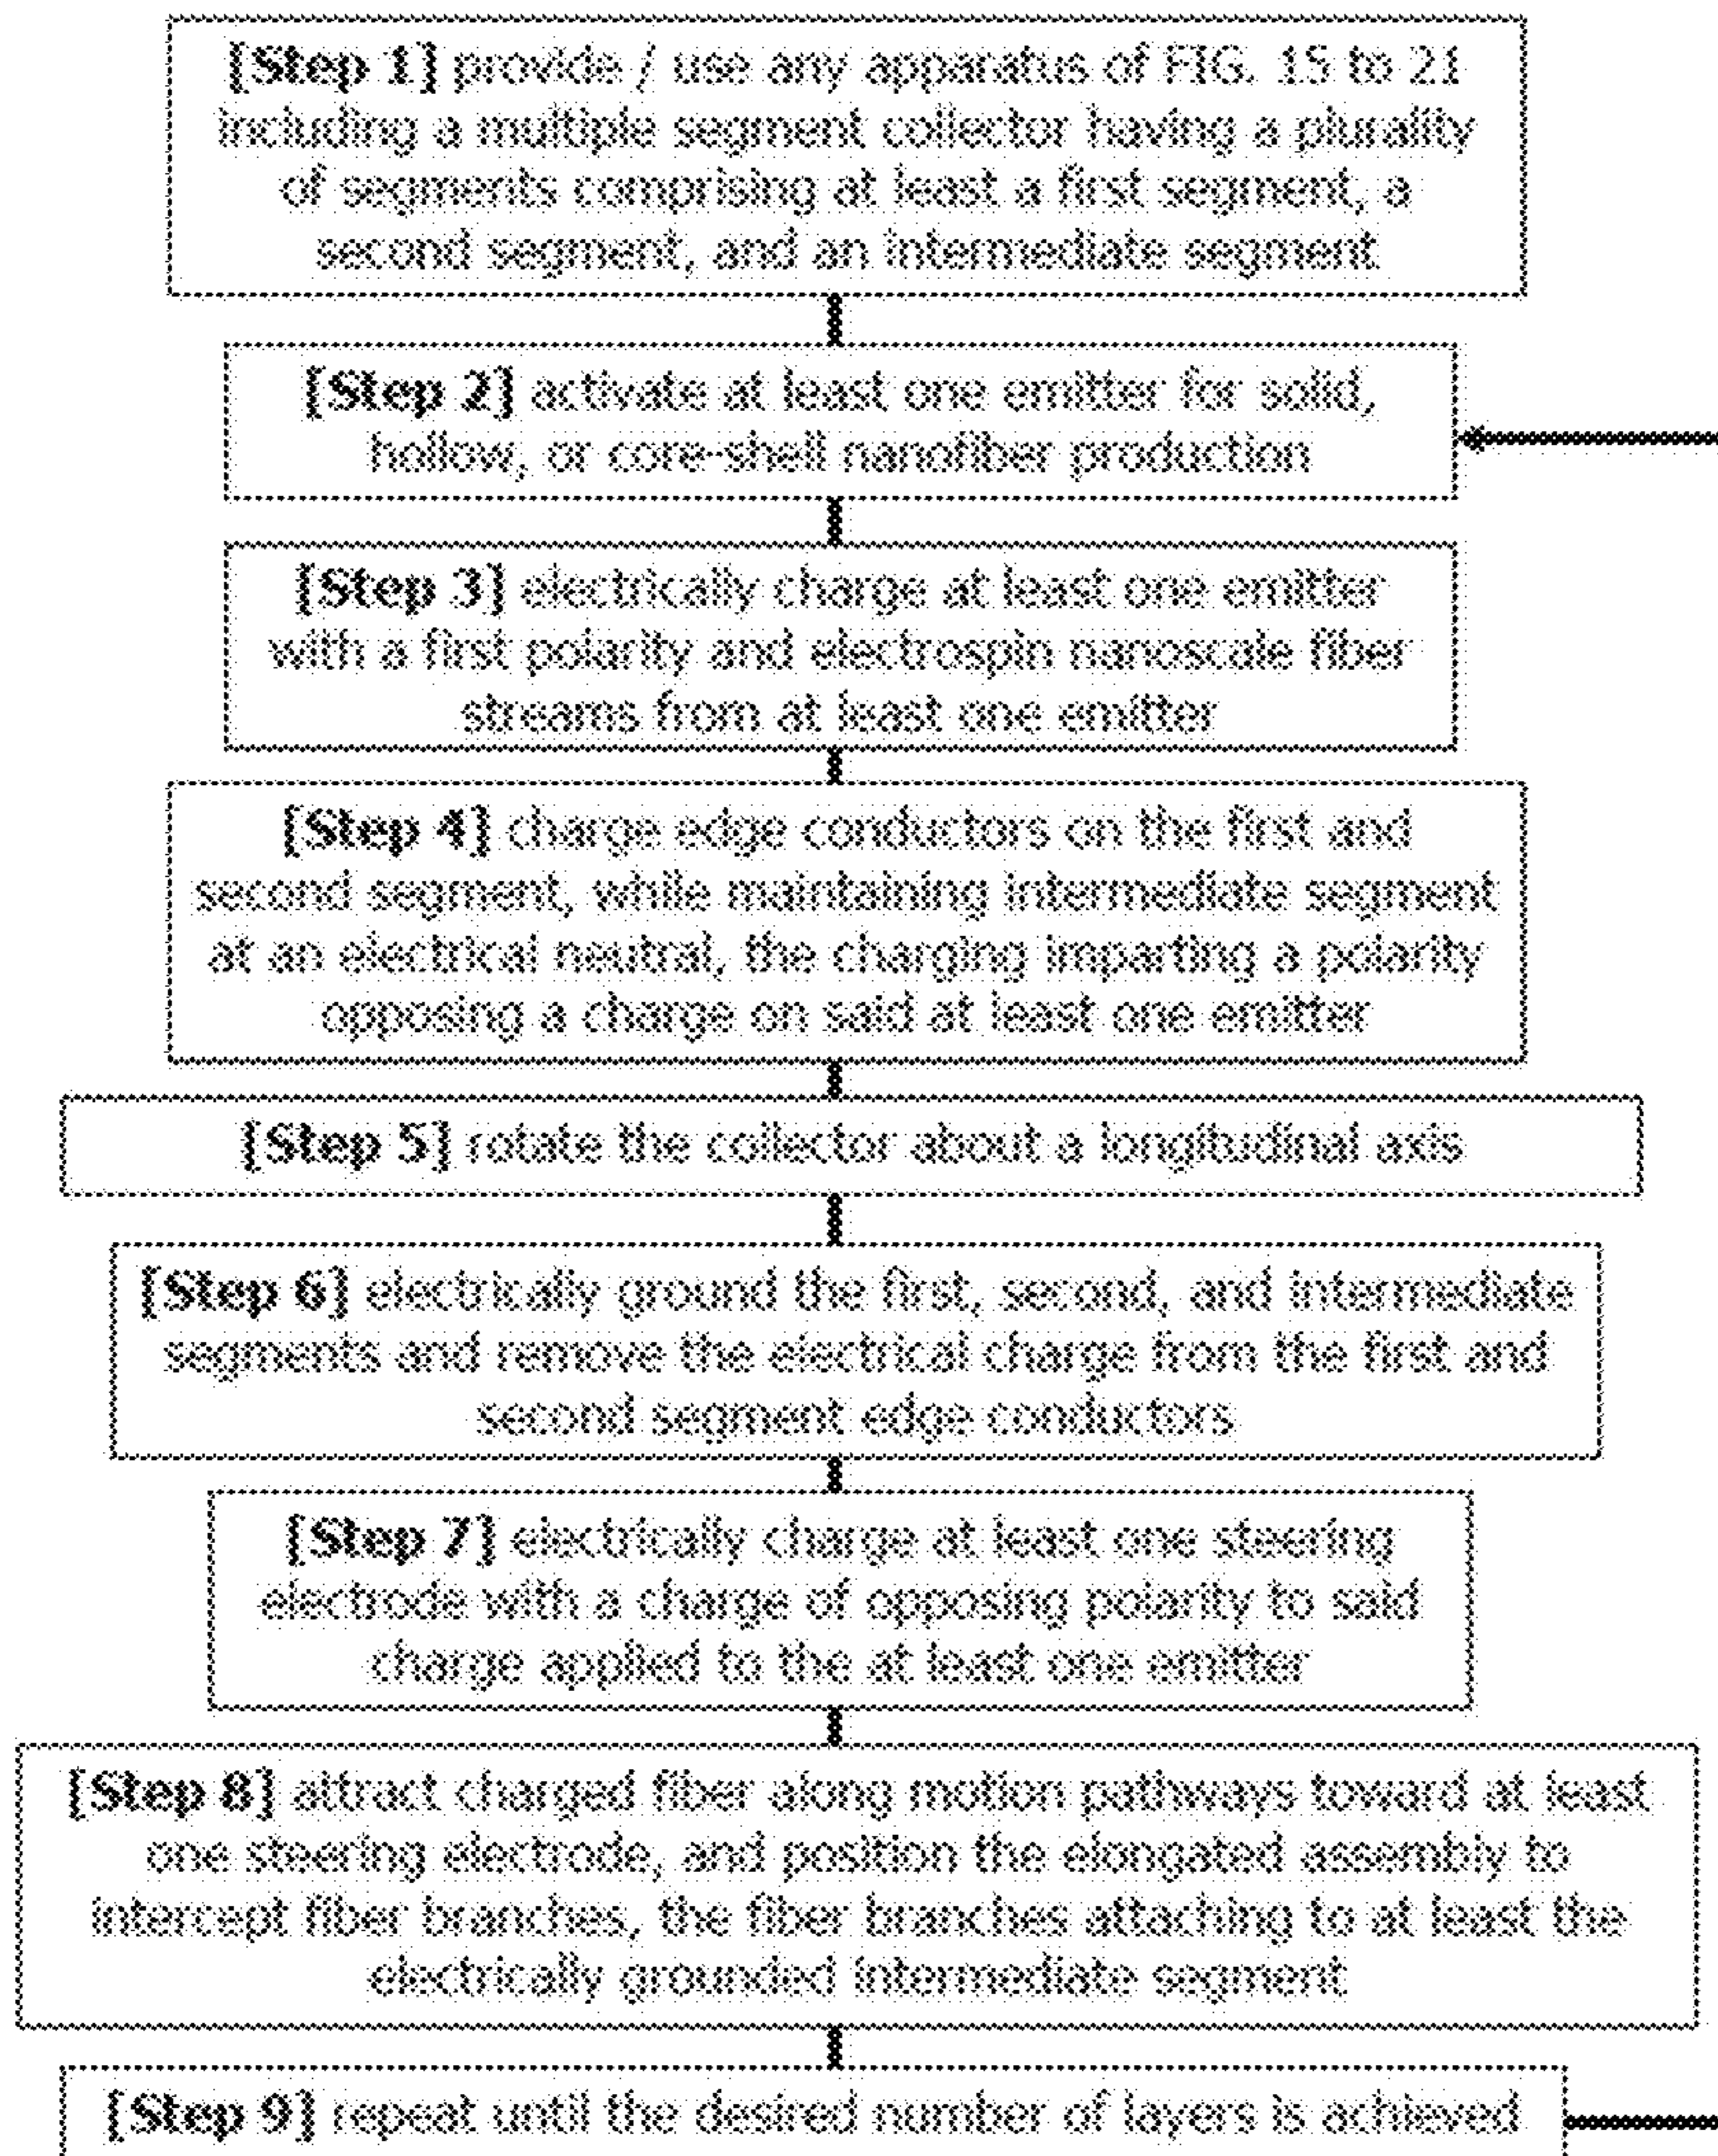 [Step 1] provide / use any apparatus of FIG. 15 to 21
including a multiple segment collector having a plurality
of segments comprising at least a first segment, a
second segment, and an intermediate segment
[Step 2] activate at least one emitter for solid,
hollow, or core-shell nanofiber production
[Step 3] electrically charge at least one emitter
with a first polarity and electrospin nanoscale fiber
streams from at least one emitter
[Step 4] charge edge conductors on the first and
second segment, while maintaining intermediate segment
at an electrical neutral, the charging imparting a polarity
opposing a charge on said at least one emitter
[Step 5] rotate the collector about a longitudinal axis
[Step 6] electrically ground the first, second, and intermediate
segments and remove the electrical charge from the first and
second segment edge conductors
[Step 7] electrically charge at least one steering
electrode with a charge of opposing polarity to said
charge applied to the at least one emitter
[Step 8] attract charged fiber along motion pathways toward at least
one steering electrode, and position the elongated assembly to
intercept fiber branches, the fiber branches attaching to at least the
electrically grounded intermediate segment
[Step 9] repeat until the desired number of layers is achieved